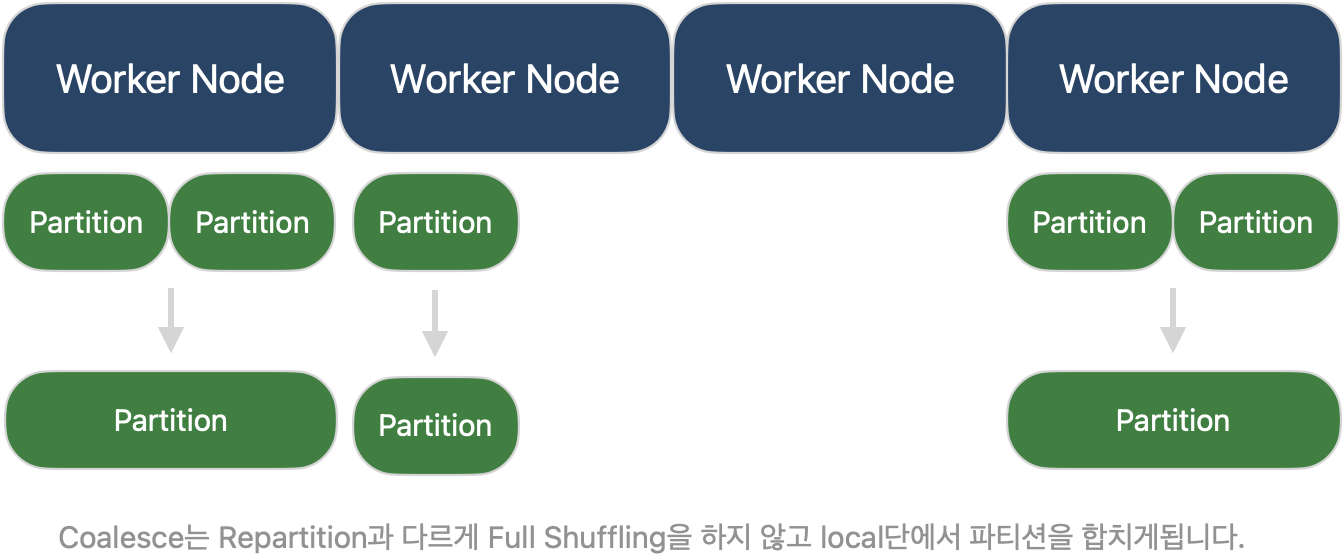 Worker Node Worker Node Worker Node Worker Node
Partition Partition Partition Partition Partition
Partition Partition Partition
Coalesce는 Repartition과 다르게 Full Shuffling을 하지 않고 local단에서 파티션을 합치게됩니다.